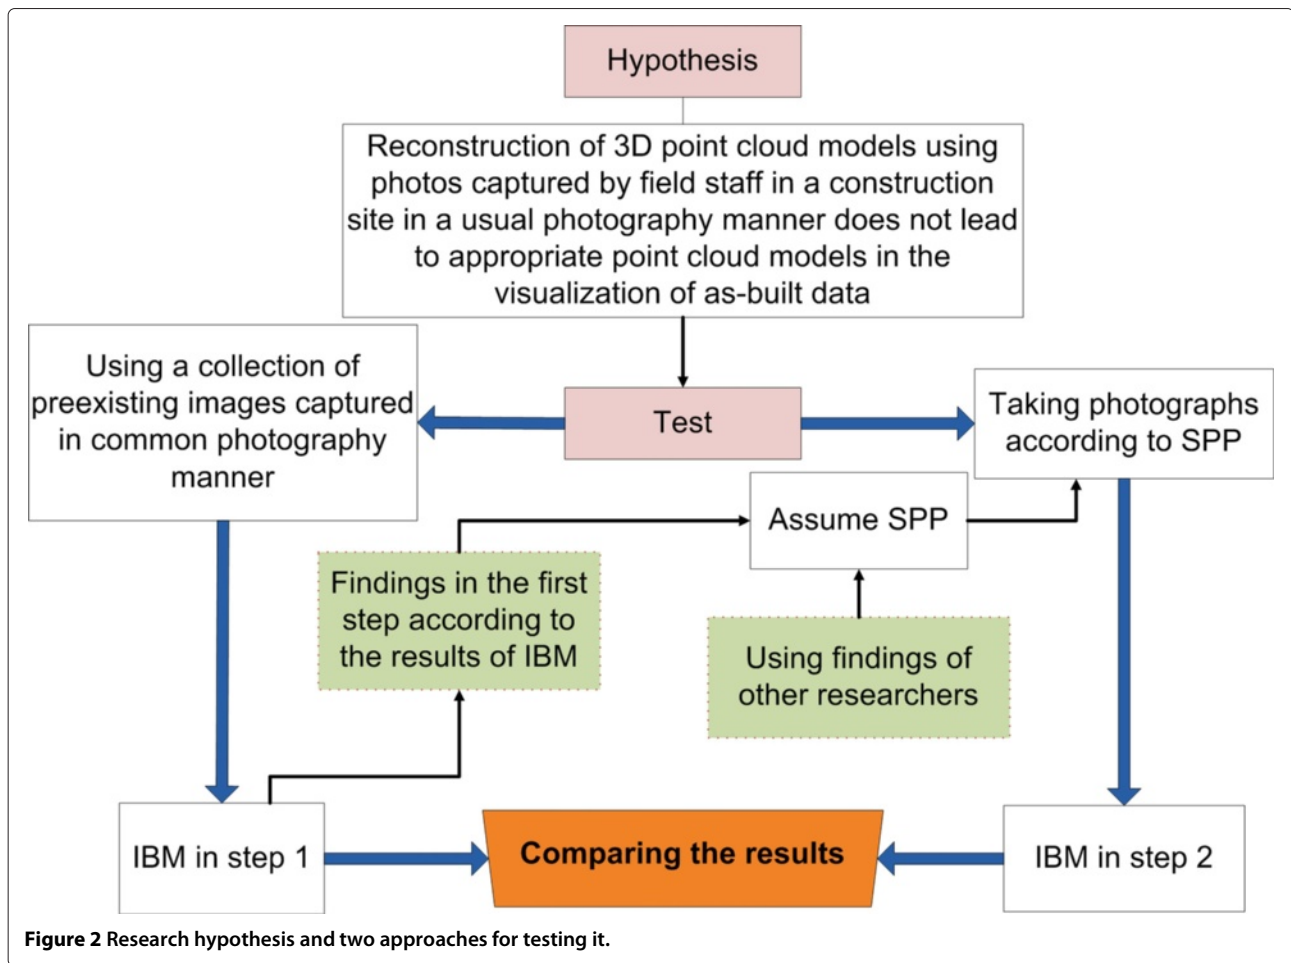 Hypothesis
Reconstruction of 3D point cloud models using
photos captured by field staff in a construction
site in a usual photography manner does not lead
to appropriate point cloud models in the
visualization of as-built data
Using a collection of
preexisting images captured
in common photography
manner
Test
Taking photographs
according to SPP
Assume SPP
Findings in the first
step according to
the results of IBM
Using findings of
other researchers
IBM in step 1
Comparing the results
IBM in step 2
Figure 2 Research hypothesis and two approaches for testing it.